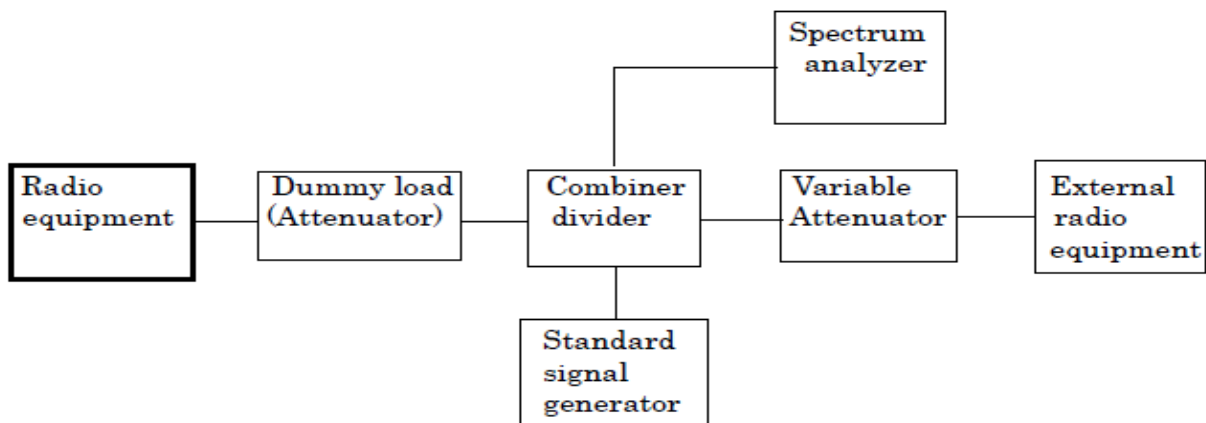 Spectrum
analyzer
Radio
equipment
Dummy load
(Attenuator)
Combiner
divider
Variable
Attenuator
External
radio
equipment
Standard
signal
generator